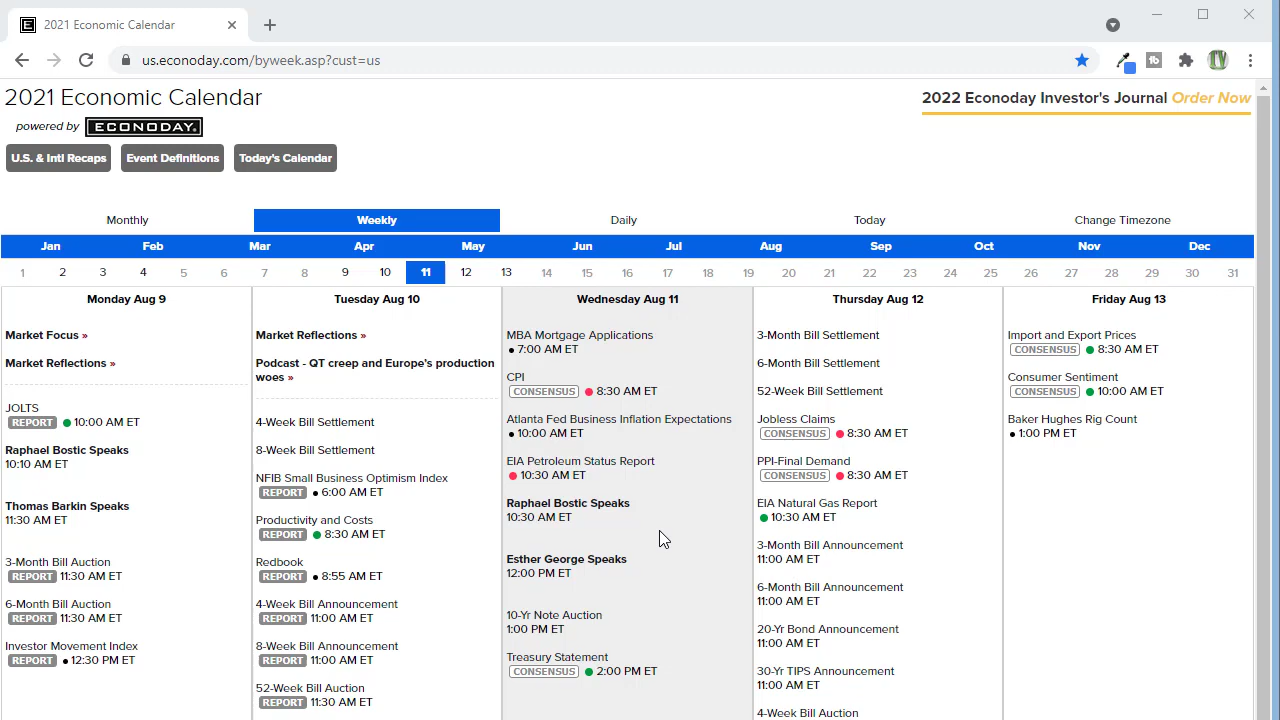 2021 Economic Calendar
us.econoday.com/byweek.asp?cust=us
2021 Economic Calendar
2022 Econoday Investor's Journal Order Now
powered by ECONODAY
U.S. & Intl Recaps Event Definitions Today's Calendar
Monthly Weekly Daily Today Change Timezone
Jan Feb Mar Apr May Jun Jul Aug Sep Oct Nov Dec
1 2 3 4 5 6 7 8 9 10 11 12 13 14 15 16 17 18 19 20 21 22 23 24 25 26 27 28 29 30 31
Monday Aug 9
Market Focus »
Market Reflections »
JOLTS
REPORT 10:00 AM ET
Raphael Bostic Speaks
10:10 AM ET
Thomas Barkin Speaks
11:30 AM ET
3-Month Bill Auction
REPORT 11:30 AM ET
6-Month Bill Auction
REPORT 11:30 AM ET
Investor Movement Index
REPORT 12:30 PM ET
Tuesday Aug 10
Market Reflections »
Podcast - QT creep and Europe's production
woes »
4-Week Bill Settlement
8-Week Bill Settlement
NFIB Small Business Optimism Index
REPORT 6:00 AM ET
Productivity and Costs
REPORT 8:30 AM ET
Redbook
REPORT 8:55 AM ET
4-Week Bill Announcement
REPORT 11:00 AM ET
8-Week Bill Announcement
REPORT 11:00 AM ET
52-Week Bill Auction
REPORT 11:30 AM ET
Wednesday Aug 11
MBA Mortgage Applications
7:00 AM ET
CPI
CONSENSUS 8:30 AM ET
Atlanta Fed Business Inflation Expectations
10:00 AM ET
EIA Petroleum Status Report
10:30 AM ET
Raphael Bostic Speaks
10:30 AM ET
Esther George Speaks
12:00 PM ET
10-Yr Note Auction
1:00 PM ET
Treasury Statement
CONSENSUS 2:00 PM ET
Thursday Aug 12
3-Month Bill Settlement
6-Month Bill Settlement
52-Week Bill Settlement
Jobless Claims
CONSENSUS 8:30 AM ET
PPI-Final Demand
CONSENSUS 8:30 AM ET
EIA Natural Gas Report
10:30 AM ET
3-Month Bill Announcement
11:00 AM ET
6-Month Bill Announcement
11:00 AM ET
20-Yr Bond Announcement
11:00 AM ET
30-Yr TIPS Announcement
11:00 AM ET
4-Week Bill Auction
Friday Aug 13
Import and Export Prices
CONSENSUS 8:30 AM ET
Consumer Sentiment
CONSENSUS 10:00 AM ET
Baker Hughes Rig Count
1:00 PM ET